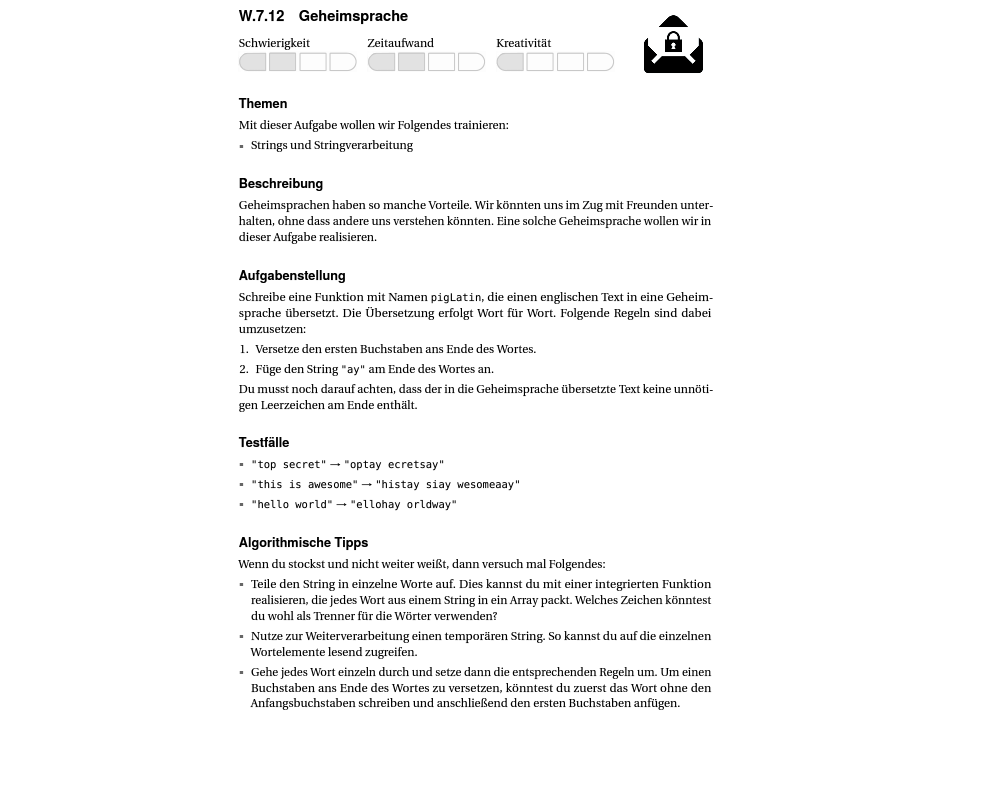 W.7.12 Geheimsprache
Schwierigkeit Zeitaufwand Kreativität
Themen
Mit dieser Aufgabe wollen wir Folgendes trainieren:
▪ Strings und Stringverarbeitung
Beschreibung
Geheimsprachen haben so manche Vorteile. Wir könnten uns im Zug mit Freunden unter-
halten, ohne dass andere uns verstehen könnten. Eine solche Geheimsprache wollen wir in
dieser Aufgabe realisieren.
Aufgabenstellung
Schreibe eine Funktion mit Namen pigLatin, die einen englischen Text in eine Geheim-
sprache übersetzt. Die Übersetzung erfolgt Wort für Wort. Folgende Regeln sind dabei
umzusetzen:
1. Versetze den ersten Buchstaben ans Ende des Wortes.
2. Füge den String "ay" am Ende des Wortes an.
Du musst noch darauf achten, dass der in die Geheimsprache übersetzte Text keine unnöti-
gen Leerzeichen am Ende enthält.
Testfälle
▪ "top secret" → "optay ecretsay"
▪ "this is awesome" → "histay siay wesomeaay"
▪ "hello world" → "ellohay orldway"
Algorithmische Tipps
Wenn du stockst und nicht weiter weißt, dann versuch mal Folgendes:
▪ Teile den String in einzelne Worte auf. Dies kannst du mit einer integrierten Funktion
realisieren, die jedes Wort aus einem String in ein Array packt. Welches Zeichen könntest
du wohl als Trenner für die Wörter verwenden?
▪ Nutze zur Weiterverarbeitung einen temporären String. So kannst du auf die einzelnen
Wortelemente lesend zugreifen.
▪ Gehe jedes Wort einzeln durch und setze dann die entsprechenden Regeln um. Um einen
Buchstaben ans Ende des Wortes zu versetzen, könntest du zuerst das Wort ohne den
Anfangsbuchstaben schreiben und anschließend den ersten Buchstaben anfügen.